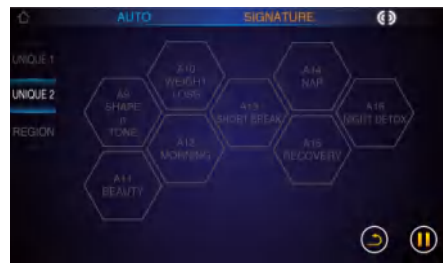 AUTO
SIGNATURE
UNIQUE 1
UNIQUE 2
REGION
A9
SHAPE
n
TONE
A10
WEIGHT
LOSS
A11
BEAUTY
A12
MORNING
A13
SHORT BREAK
A14
NAP
A15
RECOVERY
A16
NIGHT DETOX